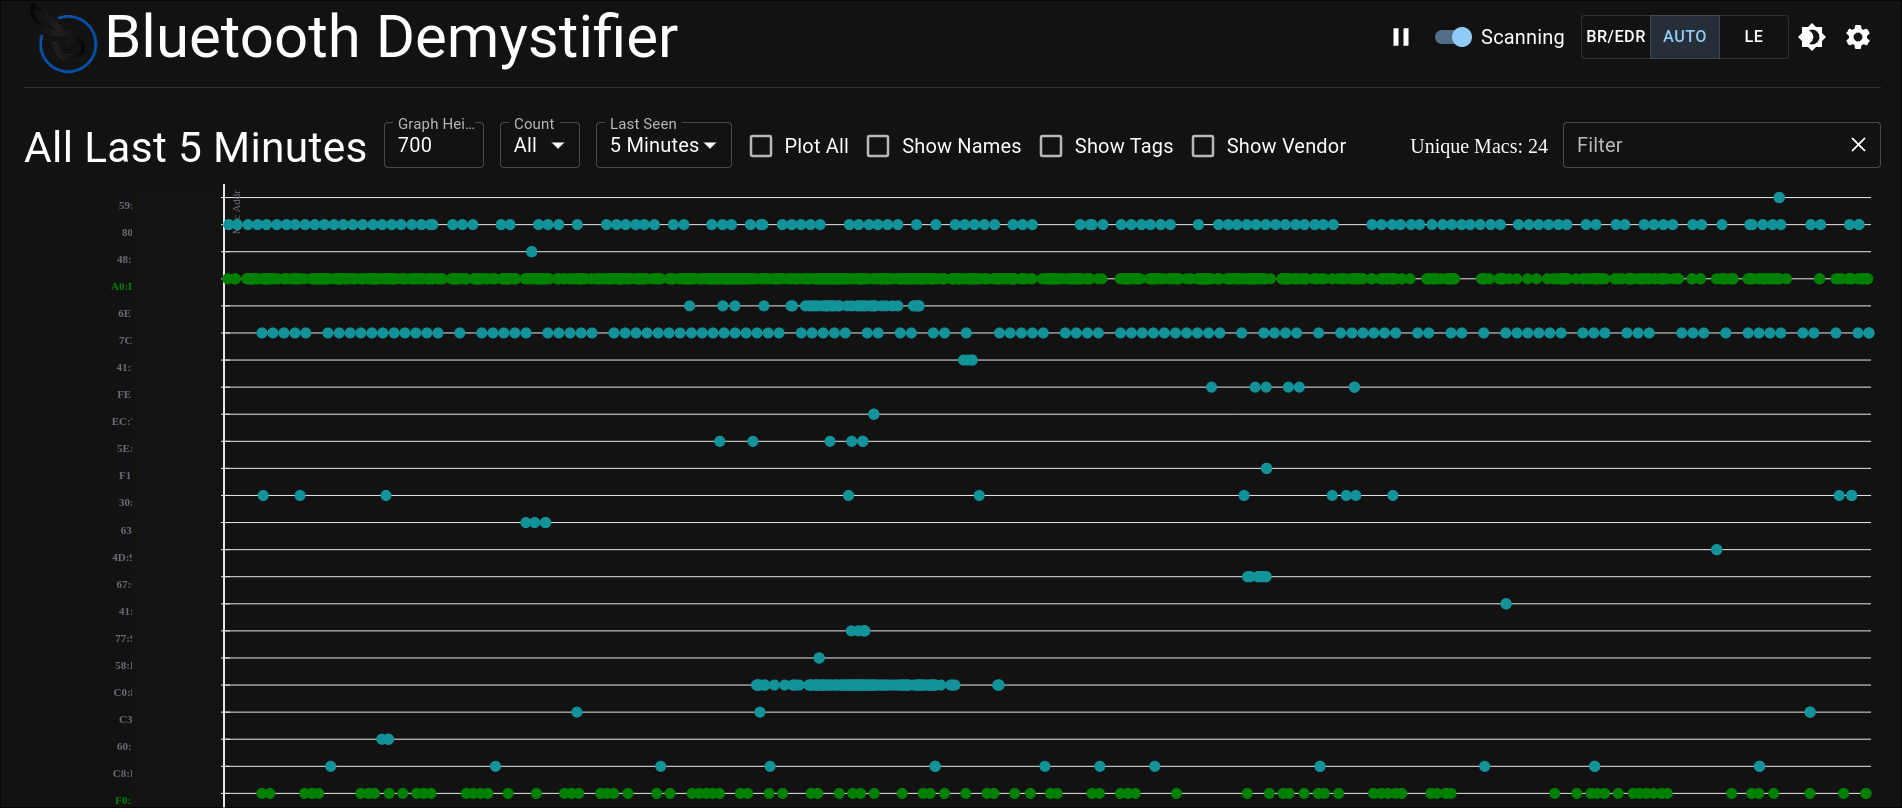 Bluetooth Demystifier
Scanning
BR/EDR AUTO LE
All Last 5 Minutes
Graph Hei...
700
Count
All
Last Seen
5 Minutes
Plot All
Show Names
Show Tags
Show Vendor
Unique Macs: 24
Filter
59:
80
48:
A0:
6E
7C
41:
FE
EC:
5E:
F1
30:
63
4D:
67:
41:
77:
58:
C0:
C3
60:
C8:
F0: